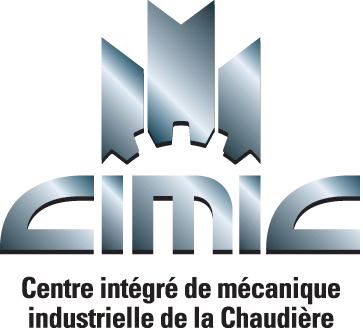 CIMIC
Centre intégré de mécanique
industrielle de la Chaudière